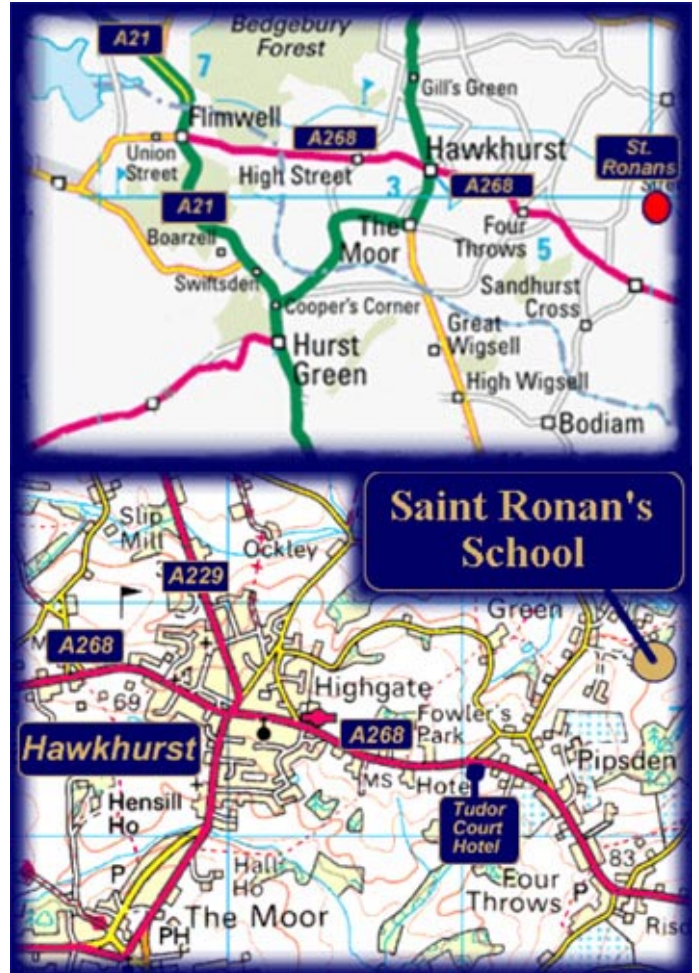 A21
Bedgebury
Forest
7
Gill's Green
Flimwell
A268
Hawkhurst
St.
Ronans
Union
Street
High Street
3
A268
A21
The
Moor
Four
Throws
5
Boarzell
Swiftsden
Sandhurst
Cross
Cooper's Corner
Great
Wigsell
Hurst
Green
High Wigsell
Bodiam
Saint Ronan's
School
Slip
Mill
Ockley
A229
Green
A268
69
Highgate
Fowler's
Park
A268
Hawkhurst
MS
Hotel
Pipsden
Tudor
Court
Hotel
Hensill
Ho
Hall
Ho
83
P
Four
Throws
P
The Moor
PH